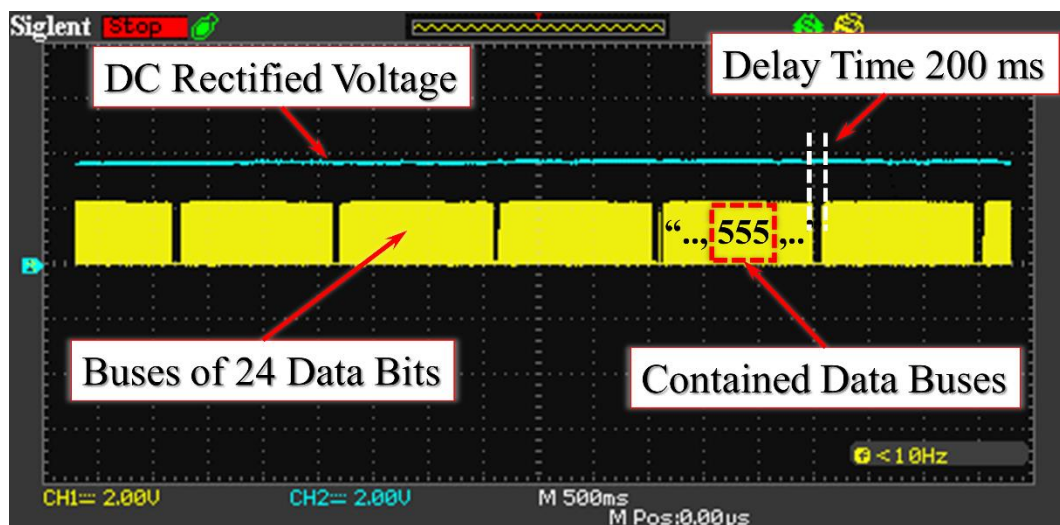 Siglent Stop
DC Rectified Voltage
Delay Time 200 ms
“.., 555 ,..”
Buses of 24 Data Bits
Contained Data Buses
<10Hz
CH1 2.00V CH2 2.00V M 500ms
M Pos:0.00µs